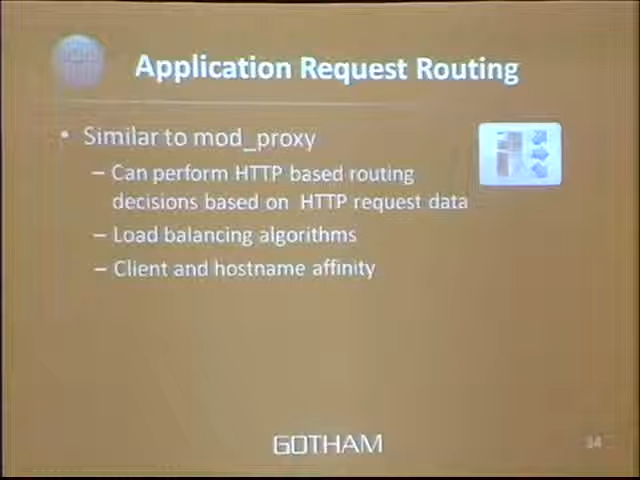 Application Request Routing
• Similar to mod_proxy
– Can perform HTTP based routing
decisions based on HTTP request data
– Load balancing algorithms
– Client and hostname affinity
GOTHAM
34